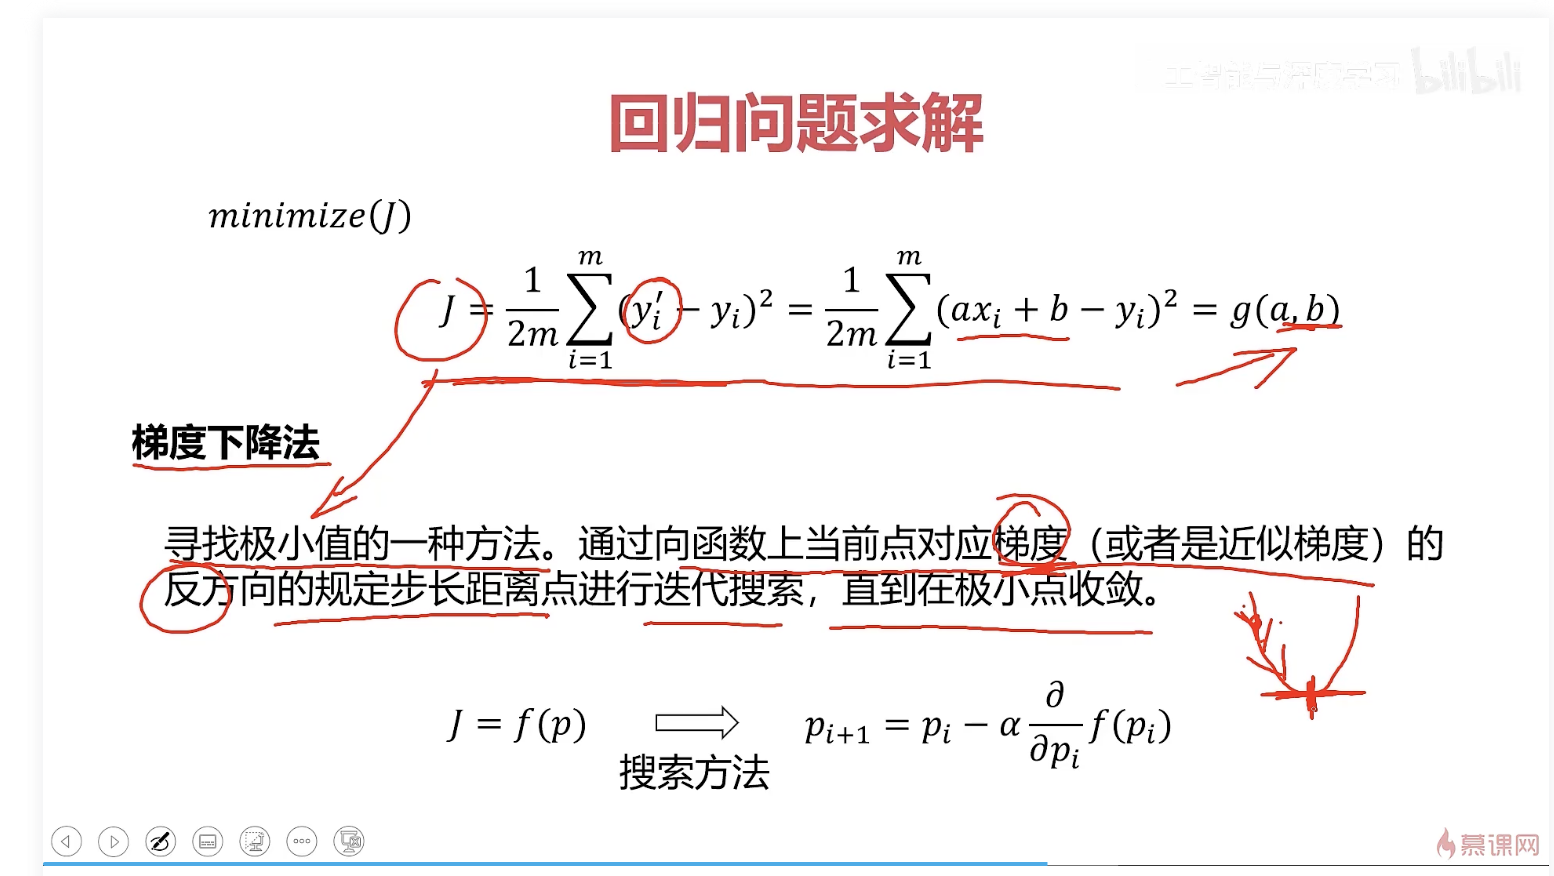 bilibili
回归问题求解
minimize(J)
J = \frac{1}{2m} \sum_{i=1}^{m} (y_i' - y_i)^2 = \frac{1}{2m} \sum_{i=1}^{m} (ax_i + b - y_i)^2 = g(a, b)
梯度下降法
寻找极小值的一种方法。通过向函数上当前点对应梯度（或者是近似梯度）的
反方向的规定步长距离点进行迭代搜索，直到在极小点收敛。
J = f(p) ⇒ p_{i+1} = p_i - α \frac{∂}{∂p_i} f(p_i)
搜索方法
慕课网